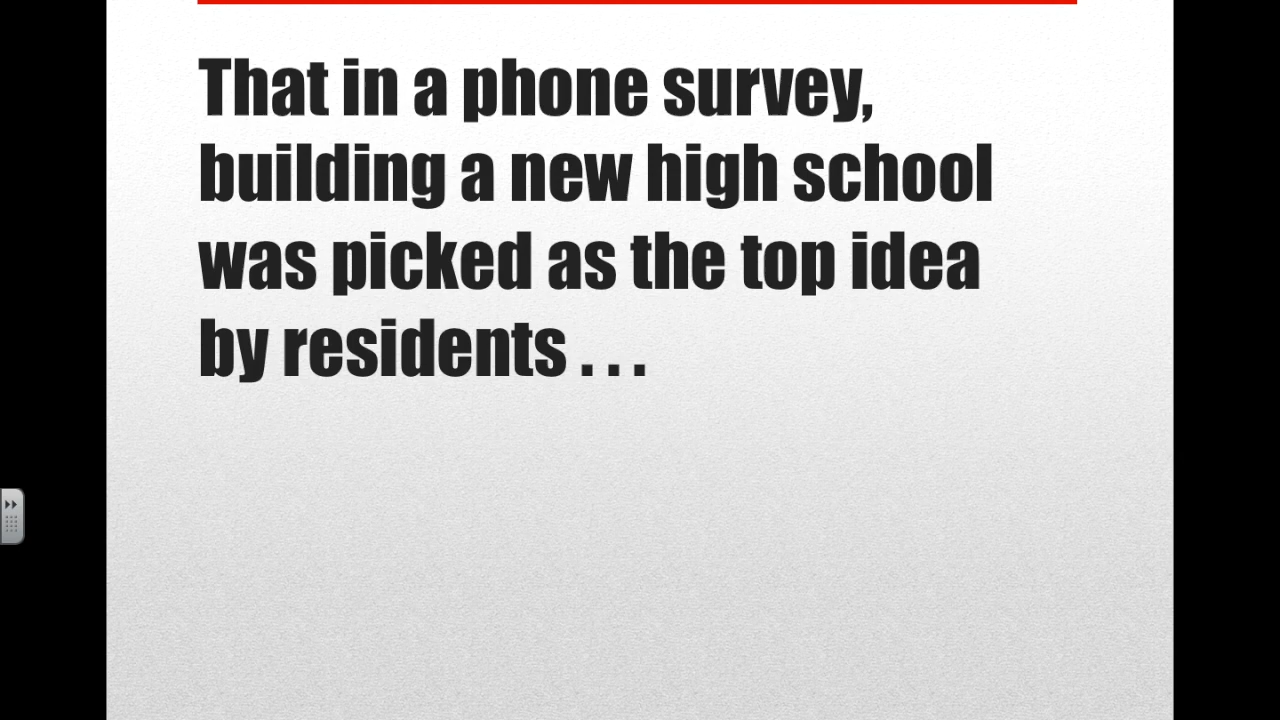 That in a phone survey,
building a new high school
was picked as the top idea
by residents . . .